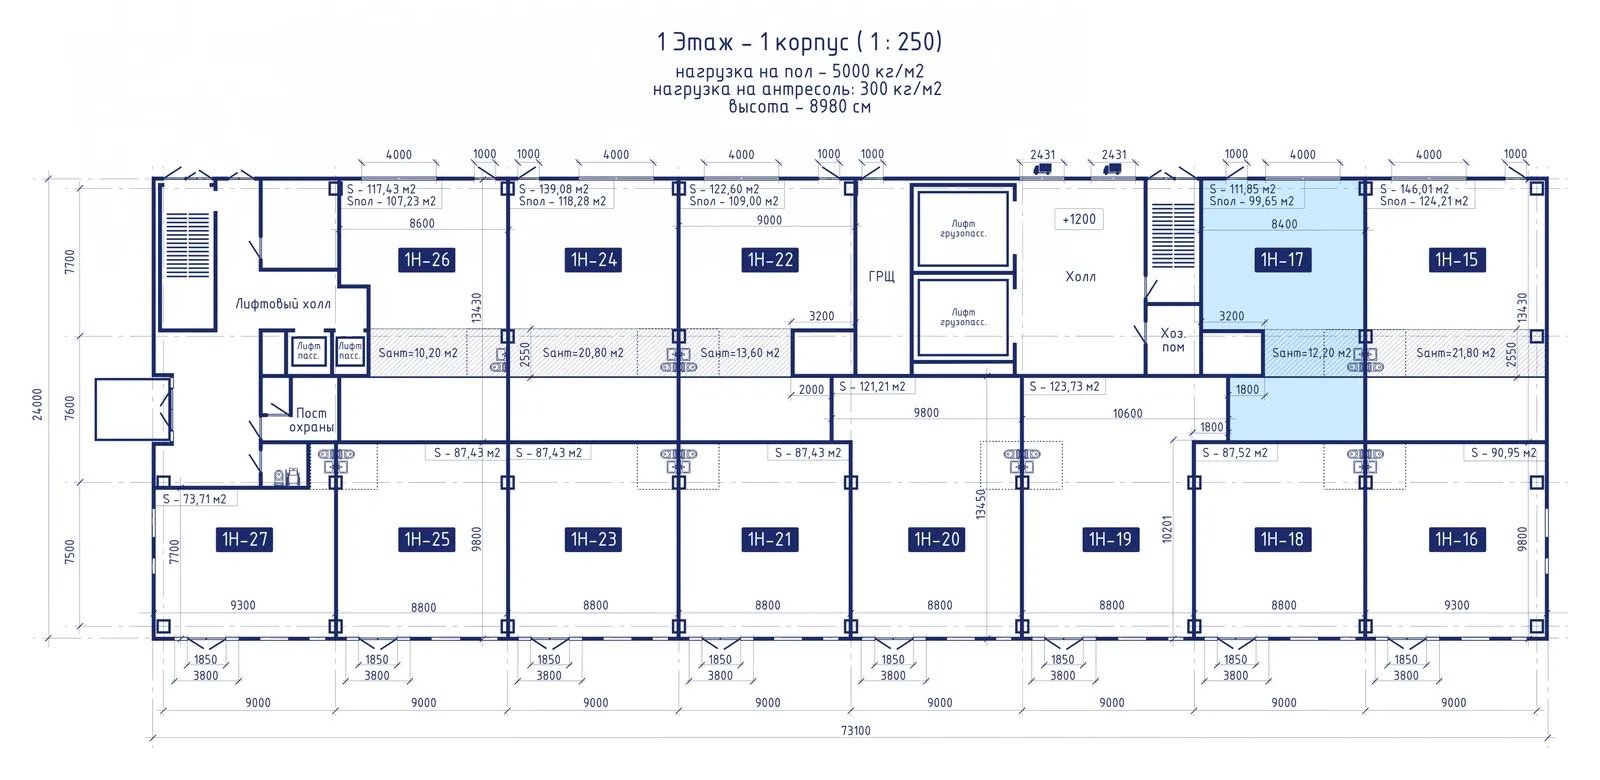 1 Этаж – 1 корпус ( 1 : 250)
нагрузка на пол – 5000 кг/м2
нагрузка на антресоль: 300 кг/м2
высота – 8980 см
4000 1000 1000 4000 4000 1000 1000 2431 2431 1000 4000 4000 1000
S – 117,43 м2
Sпол – 107,23 м2
8600
1Н-26
S – 139,08 м2
Sпол – 118,28 м2
1Н-24
S – 122,60 м2
Sпол – 109,00 м2
9000
1Н-22
ГРЩ
Лифт
грузопасс.
Лифт
грузопасс.
+1200
Холл
Хоз.
пом
S – 111,85 м2
Sпол – 99,65 м2
8400
1Н-17
S – 146,01 м2
Sпол – 124,21 м2
1Н-15
7700
Лифтовый холл
13430
3200
3200
13430
Лифт
пасс.
Лифт
пасс.
Sант=10,20 м2
2550
Sант=20,80 м2
Sант=13,60 м2
Sант=12,20 м2
Sант=21,80 м2
2550
24000
7600
2000
S – 121,21 м2
S – 123,73 м2
1800
Пост
охраны
9800
10600
1800
S – 87,43 м2
S – 87,43 м2
S – 87,43 м2
S – 87,52 м2
S – 90,95 м2
S – 73,71 м2
13450
7500
7700
1Н-27
1Н-25
9800
1Н-23
1Н-21
1Н-20
1Н-19
10201
1Н-18
1Н-16
9800
9300 8800 8800 8800 8800 8800 8800 9300
1850 1850 1850 1850 1850 1850 1850 1850
3800 3800 3800 3800 3800 3800 3800 3800
9000 9000 9000 9000 9000 9000 9000 9000
73100